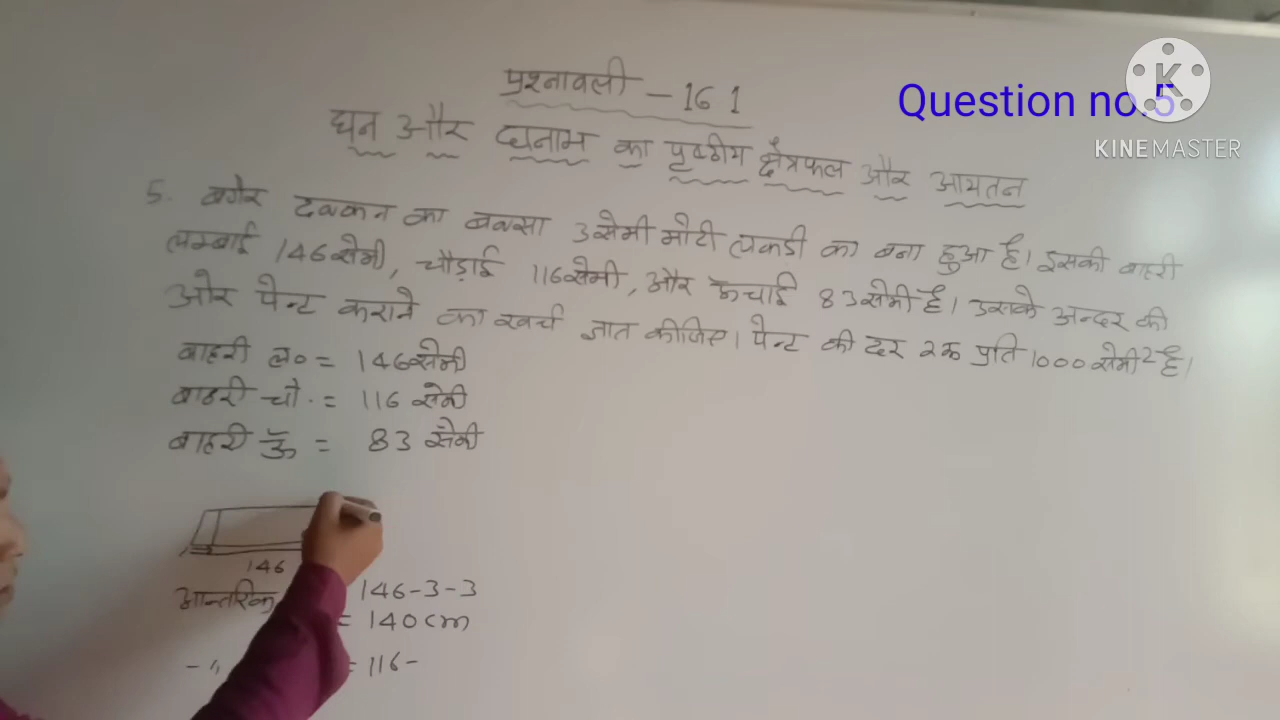 प्रश्नावली - 16 1
Question no.5
K
KINEMASTER
घन और घनाभ का पृष्ठीय क्षेत्रफल और आयतन
5. बगैर ढक्कन का बक्सा 3 सेमी मोटी लकडी का बना हुआ है। इसकी बाहरी
लम्बाई 146 सेमी, चौड़ाई 116 सेमी, और ऊंचाई 83 सेमी है। उसके अन्दर की
ओर पेन्ट कराने का खर्च ज्ञात कीजिए। पेन्ट की दर 2रु प्रति 1000 सेमी² है।
बाहरी ल० = 146 सेमी
बाहरी चौ. = 116 सेमी
बाहरी ऊँ = 83 सेमी
146
आन्तरिक 146-3-3
= 140 cm
- " = 116-